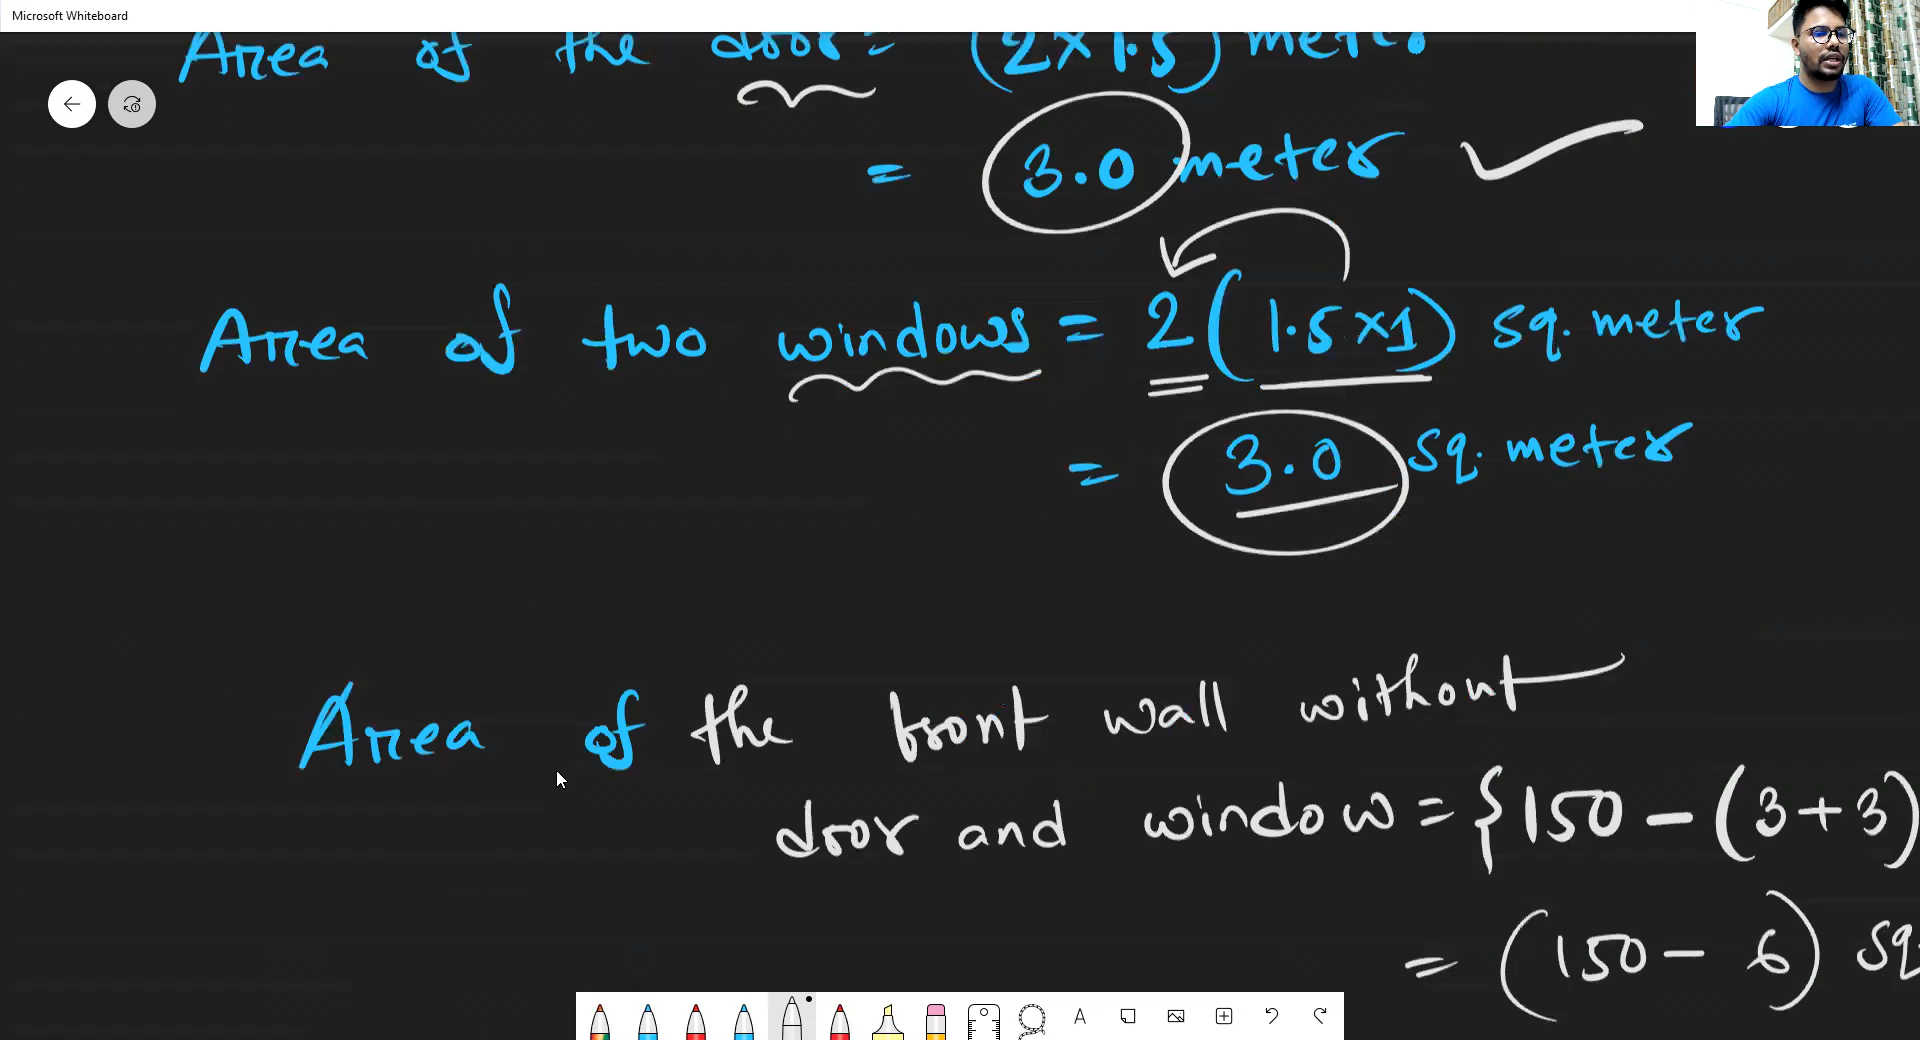 Microsoft Whiteboard
Area of the door = (2×1.5) meter
= 3.0 meter
Area of two windows = 2(1.5×1) sq. meter
= 3.0 sq. meter
Area of the front wall without
door and window = {150 - (3+3)
= (150 - 6) sq.